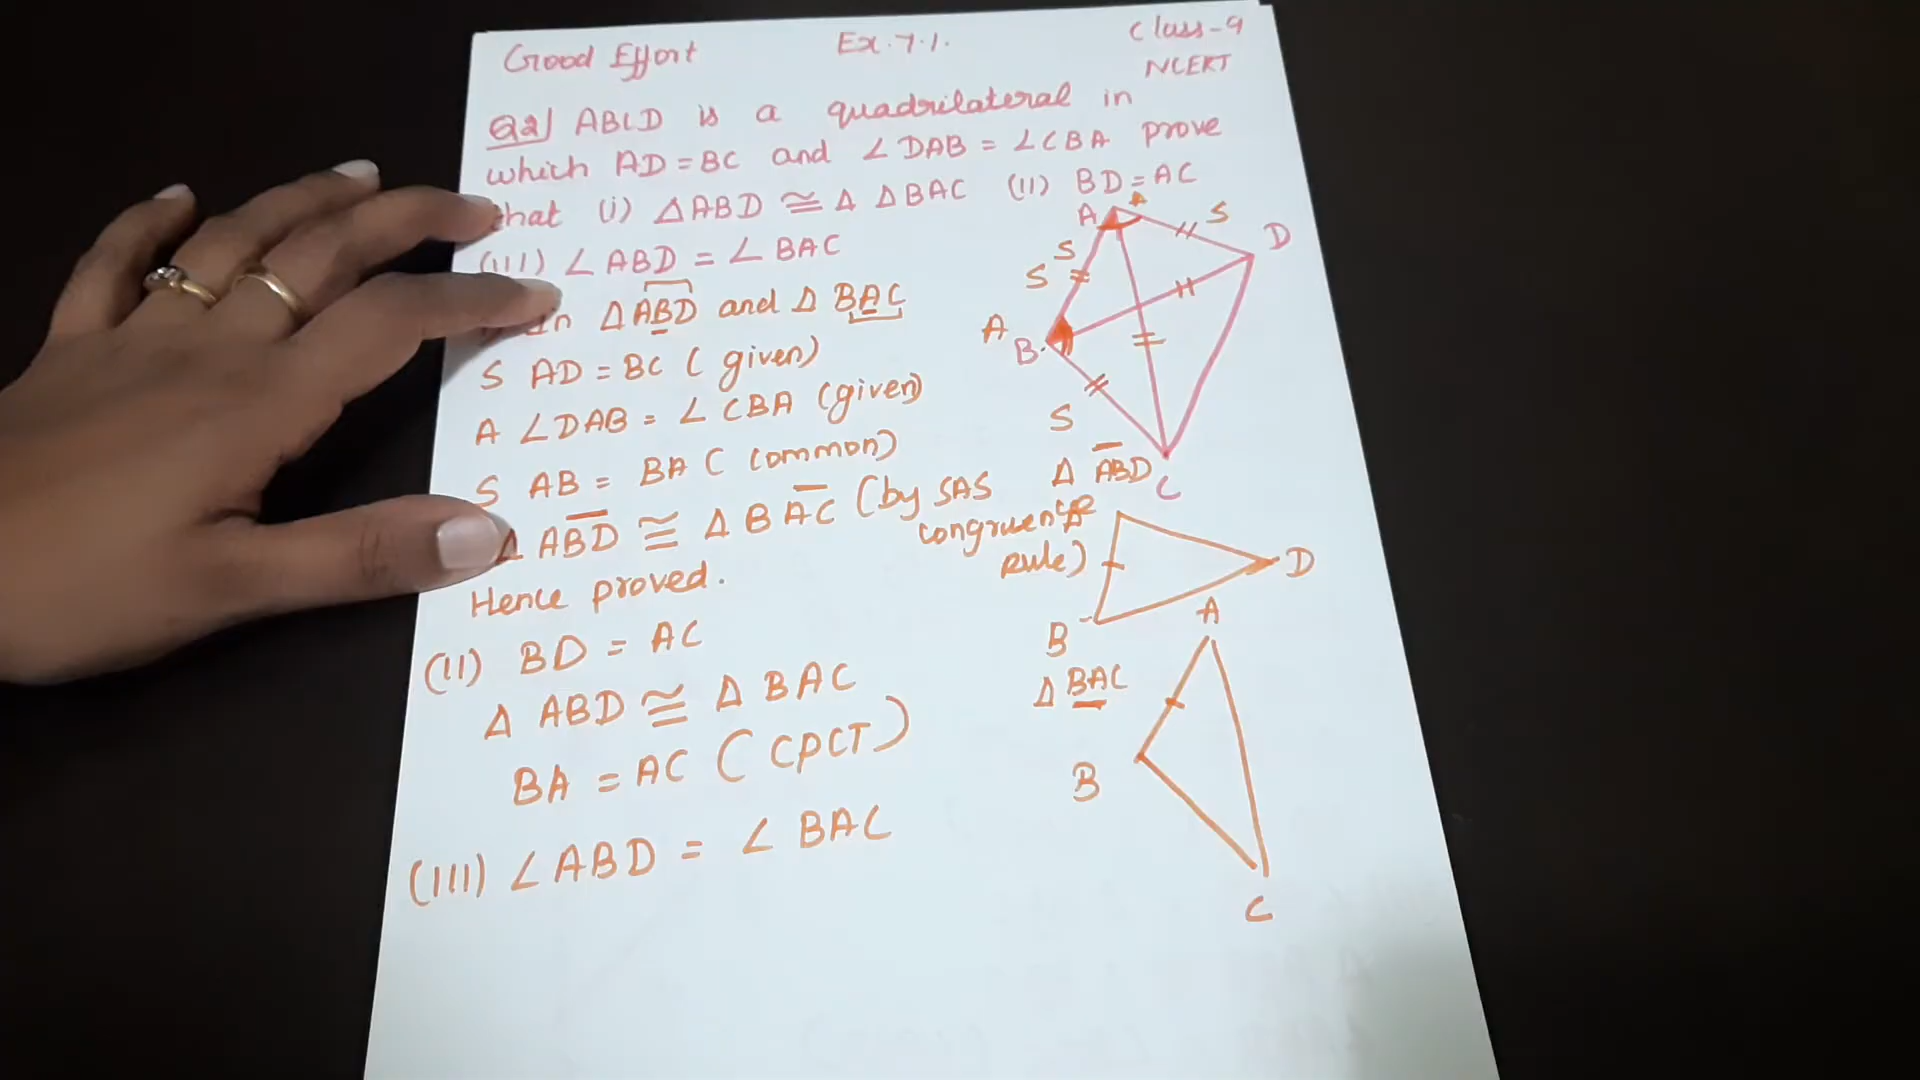 Good Effort Ex.7.1. Class-9
NCERT
Q2) ABCD is a quadrilateral in
which AD = BC and ∠DAB = ∠CBA prove
that (i) ΔABD ≅ Δ ΔBAC (II) BD = AC
(III) ∠ABD = ∠BAC
In ΔABD and Δ BAC
S AD = BC (given)
A ∠DAB = ∠CBA (given)
S AB = BA (common)
Δ ABD ≅ Δ BAC (by SAS
congruence
rule)
Hence proved.
(II) BD = AC
Δ ABD ≅ Δ BAC
BA = AC (CPCT)
(III) ∠ABD = ∠BAC
A A S D
S
S
A
B
S
C
Δ ABD
A
D
B
Δ BAC
A
B
C